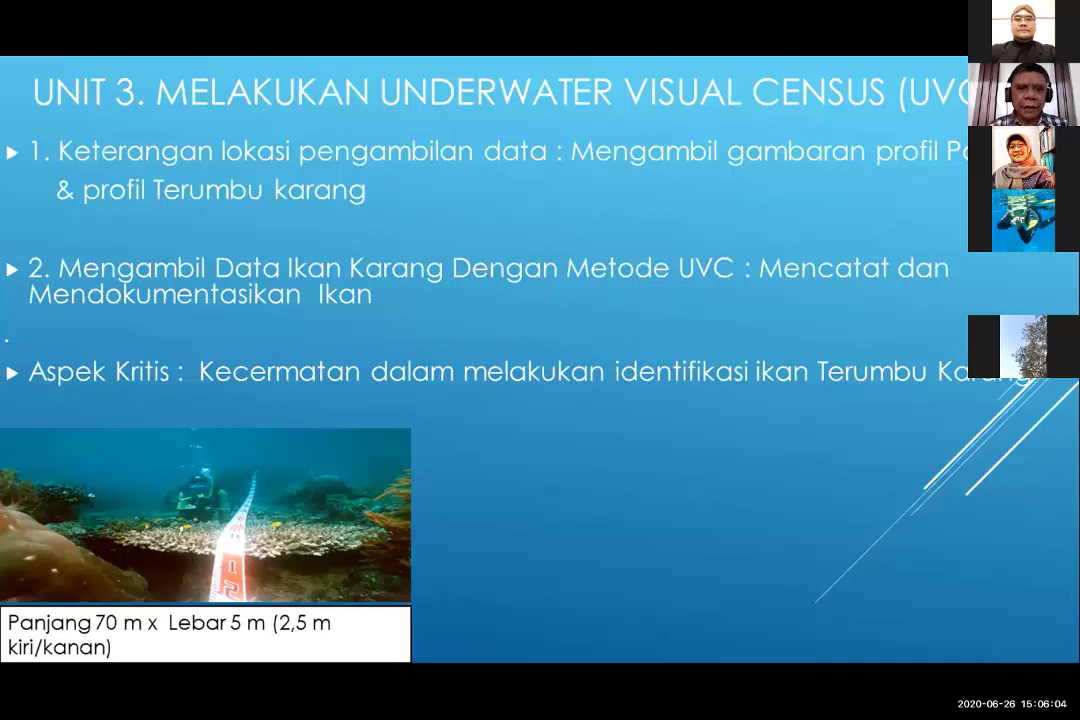 UNIT 3. MELAKUKAN UNDERWATER VISUAL CENSUS (UVC
1. Keterangan lokasi pengambilan data : Mengambil gambaran profil
& profil Terumbu karang
2. Mengambil Data Ikan Karang Dengan Metode UVC : Mencatat dan
Mendokumentasikan Ikan
.
Aspek Kritis : Kecermatan dalam melakukan identifikasi ikan Terumbu Karang
Panjang 70 m x Lebar 5 m (2,5 m
kiri/kanan)
2020-06-26 15:06:04